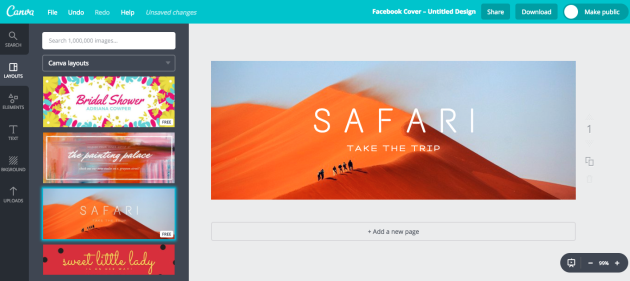 Canva File Undo Redo Help Unsaved changes Facebook Cover – Untitled Design Share Download Make public
SEARCH
LAYOUTS
ELEMENTS
TEXT
BKGROUND
UPLOADS
Search 1,000,000 images...
Canva layouts
Bridal Shower
ADRIANA COWPER
FREE
the painting palace
SAFARI
FREE
sweet little lady
SAFARI
TAKE THE TRIP
1
+ Add a new page
99%